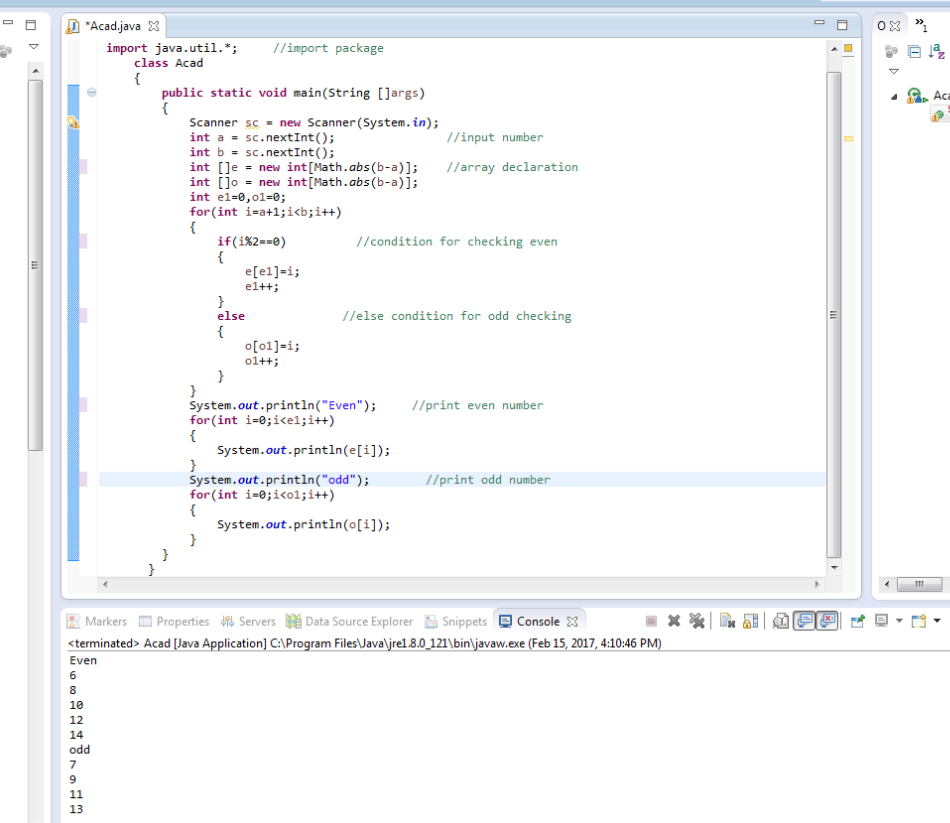 *Acad.java
O
»1
import java.util.*;     //import package
class Acad
{
public static void main(String []args)
{
Scanner sc = new Scanner(System.in);
int a = sc.nextInt();                //input number
int b = sc.nextInt();
int []e = new int[Math.abs(b-a)];    //array declaration
int []o = new int[Math.abs(b-a)];
int e1=0,o1=0;
for(int i=a+1;i<b;i++)
{
if(i%2==0)          //condition for checking even
{
e[e1]=i;
e1++;
}
else              //else condition for odd checking
{
o[o1]=i;
o1++;
}
}
System.out.println("Even");     //print even number
for(int i=0;i<e1;i++)
{
System.out.println(e[i]);
}
System.out.println("odd");        //print odd number
for(int i=0;i<o1;i++)
{
System.out.println(o[i]);
}
}
}
Aca
Markers Properties Servers Data Source Explorer Snippets Console
<terminated> Acad [Java Application] C:\Program Files\Java\jre1.8.0_121\bin\javaw.exe (Feb 15, 2017, 4:10:46 PM)
Even
6
8
10
12
14
odd
7
9
11
13